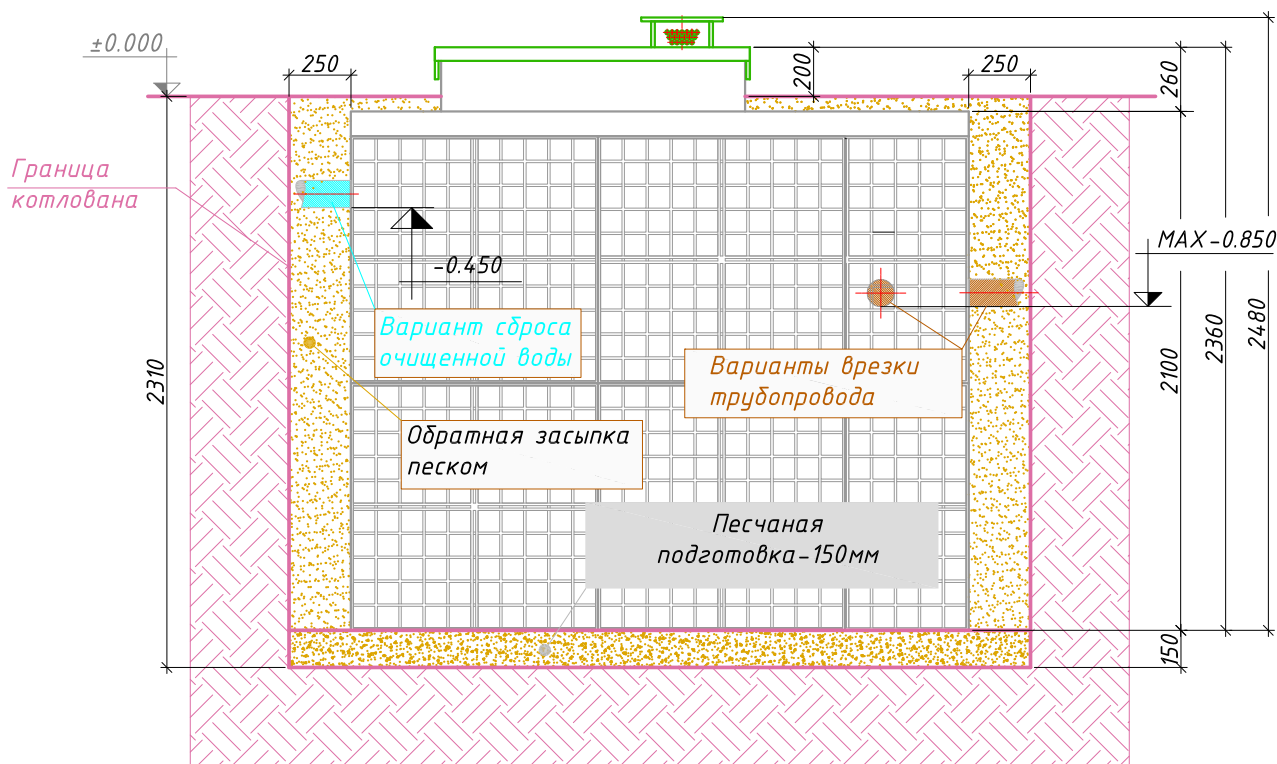 ±0.000
250
200
250
260
Граница
котлована
-0.450
MAX-0.850
Вариант сброса
очищенной воды
Варианты врезки
трубопровода
2310
2100
2360
2480
Обратная засыпка
песком
Песчаная
подготовка-150мм
150